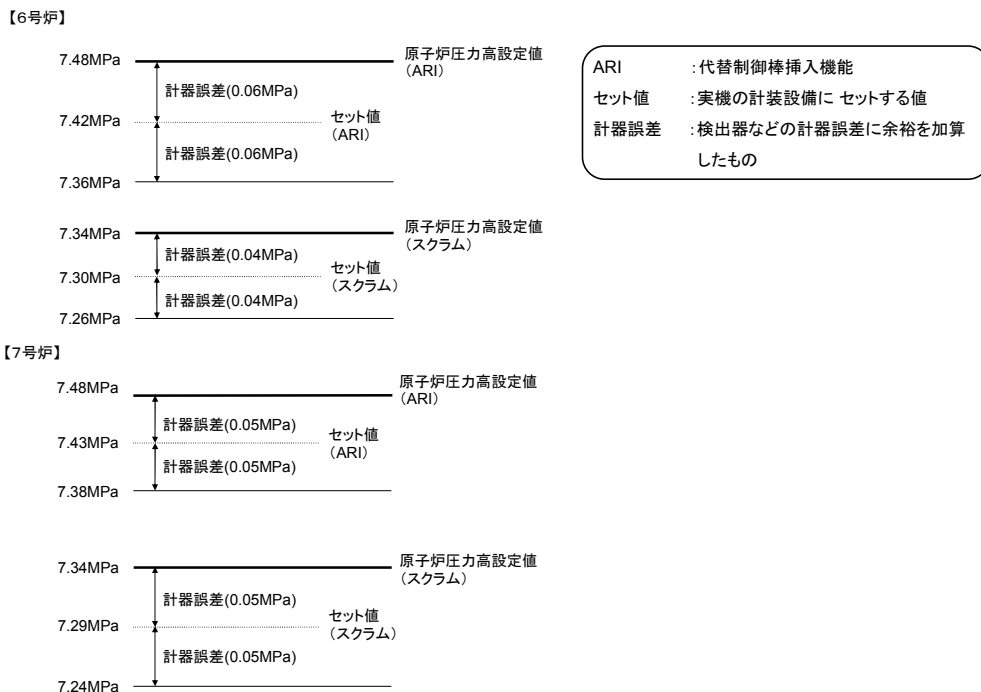 【6号炉】
7.48MPa
原子炉圧力高設定値
（ARI）
計器誤差(0.06MPa)
7.42MPa
セット値
（ARI）
計器誤差(0.06MPa)
7.36MPa
ARI ：代替制御棒挿入機能
セット値 ：実機の計装設備に セットする値
計器誤差 ：検出器などの計器誤差に余裕を加算
したもの
7.34MPa
原子炉圧力高設定値
（スクラム）
計器誤差(0.04MPa)
7.30MPa
セット値
（スクラム）
計器誤差(0.04MPa)
7.26MPa
【7号炉】
7.48MPa
原子炉圧力高設定値
（ARI）
計器誤差(0.05MPa)
7.43MPa
セット値
（ARI）
計器誤差(0.05MPa)
7.38MPa
7.34MPa
原子炉圧力高設定値
（スクラム）
計器誤差(0.05MPa)
7.29MPa
セット値
（スクラム）
計器誤差(0.05MPa)
7.24MPa